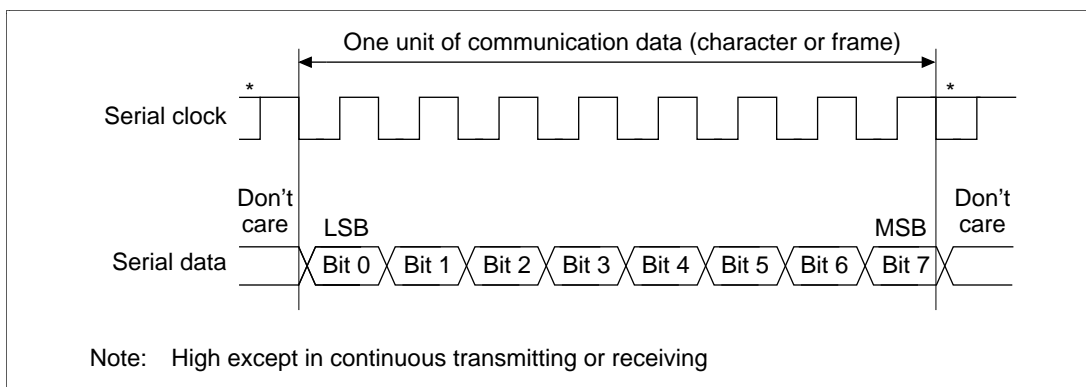 One unit of communication data (character or frame)
* *
Serial clock
Don't care Don't care
LSB MSB
Serial data Bit 0 Bit 1 Bit 2 Bit 3 Bit 4 Bit 5 Bit 6 Bit 7
Note: High except in continuous transmitting or receiving